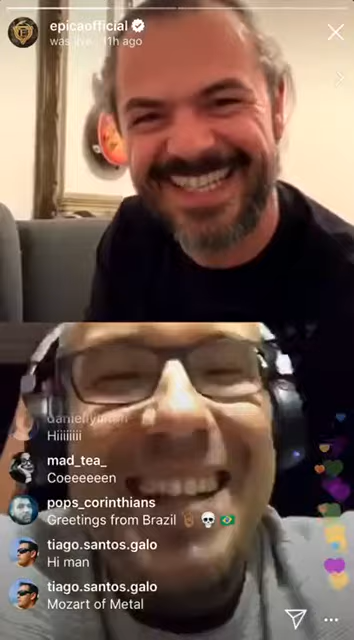 epicaofficial
was live · 11h ago
Hiiiiiiii
mad_tea_
Coeeeeeen
pops_corinthians
Greetings from Brazil ✌🏾💀🇧🇷
tiago.santos.galo
Hi man
tiago.santos.galo
Mozart of Metal